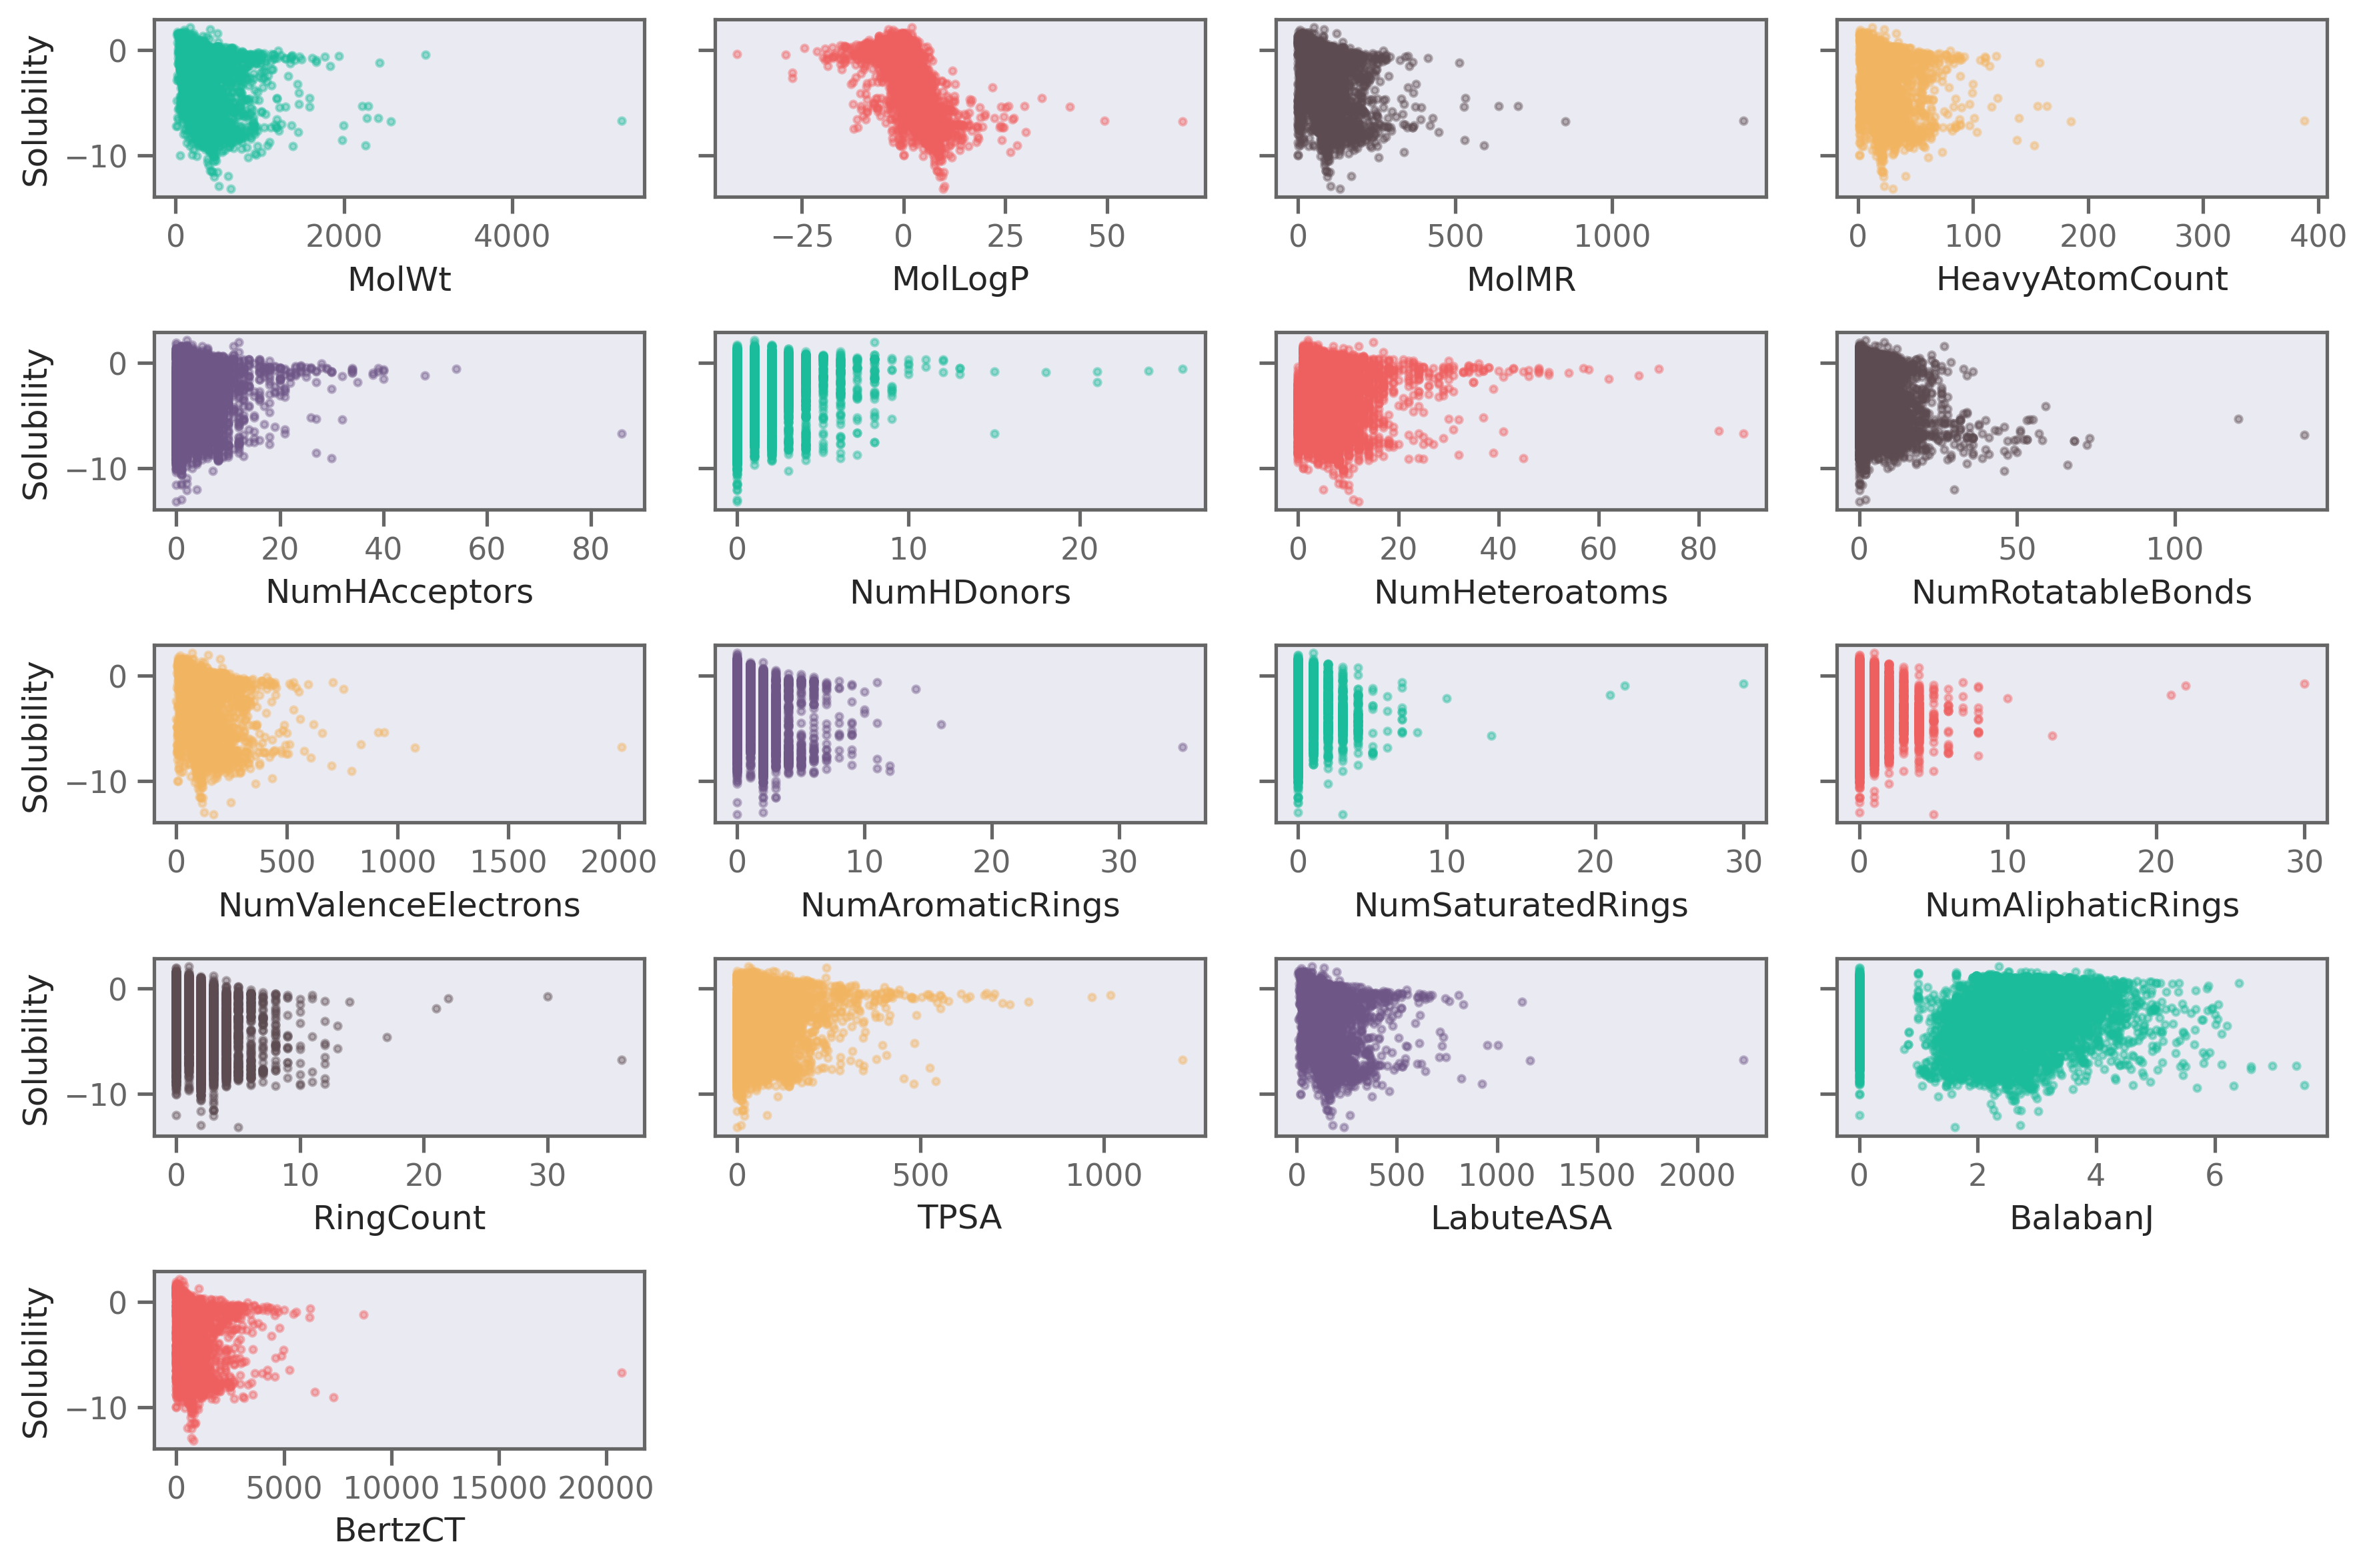 Solubility
0
−10
0 2000 4000
MolWt
−25 0 25 50
MolLogP
0 500 1000
MolMR
0 100 200 300 400
HeavyAtomCount
Solubility
0
−10
0 20 40 60 80
NumHAcceptors
0 10 20
NumHDonors
0 20 40 60 80
NumHeteroatoms
0 50 100
NumRotatableBonds
Solubility
0
−10
0 500 1000 1500 2000
NumValenceElectrons
0 10 20 30
NumAromaticRings
0 10 20 30
NumSaturatedRings
0 10 20 30
NumAliphaticRings
Solubility
0
−10
0 10 20 30
RingCount
0 500 1000
TPSA
0 500 1000 1500 2000
LabuteASA
0 2 4 6
BalabanJ
Solubility
0
−10
0 5000 10000 15000 20000
BertzCT